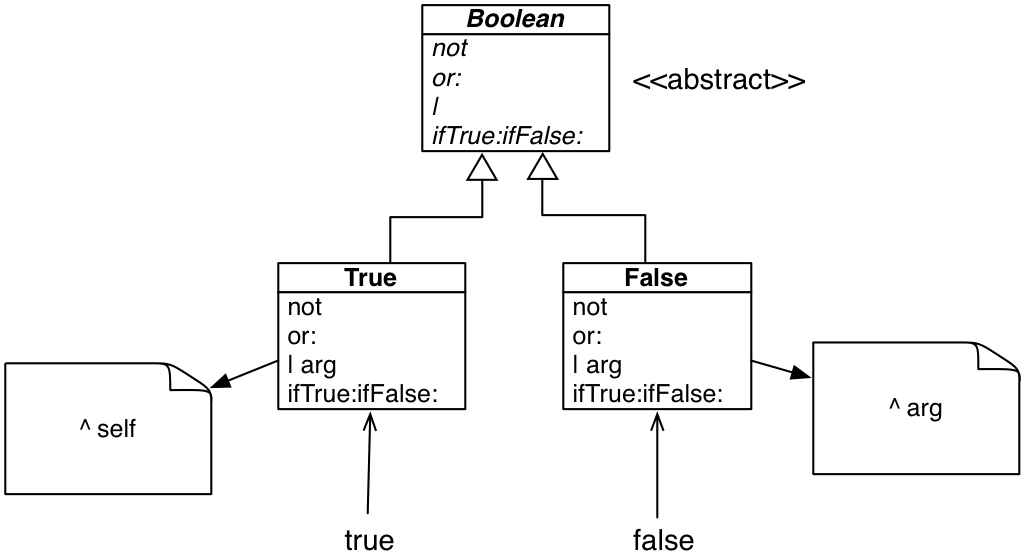 Boolean
not
or:
|
ifTrue:ifFalse:
<<abstract>>
True
not
or:
| arg
ifTrue:ifFalse:
False
not
or:
| arg
ifTrue:ifFalse:
^ self
^ arg
true
false